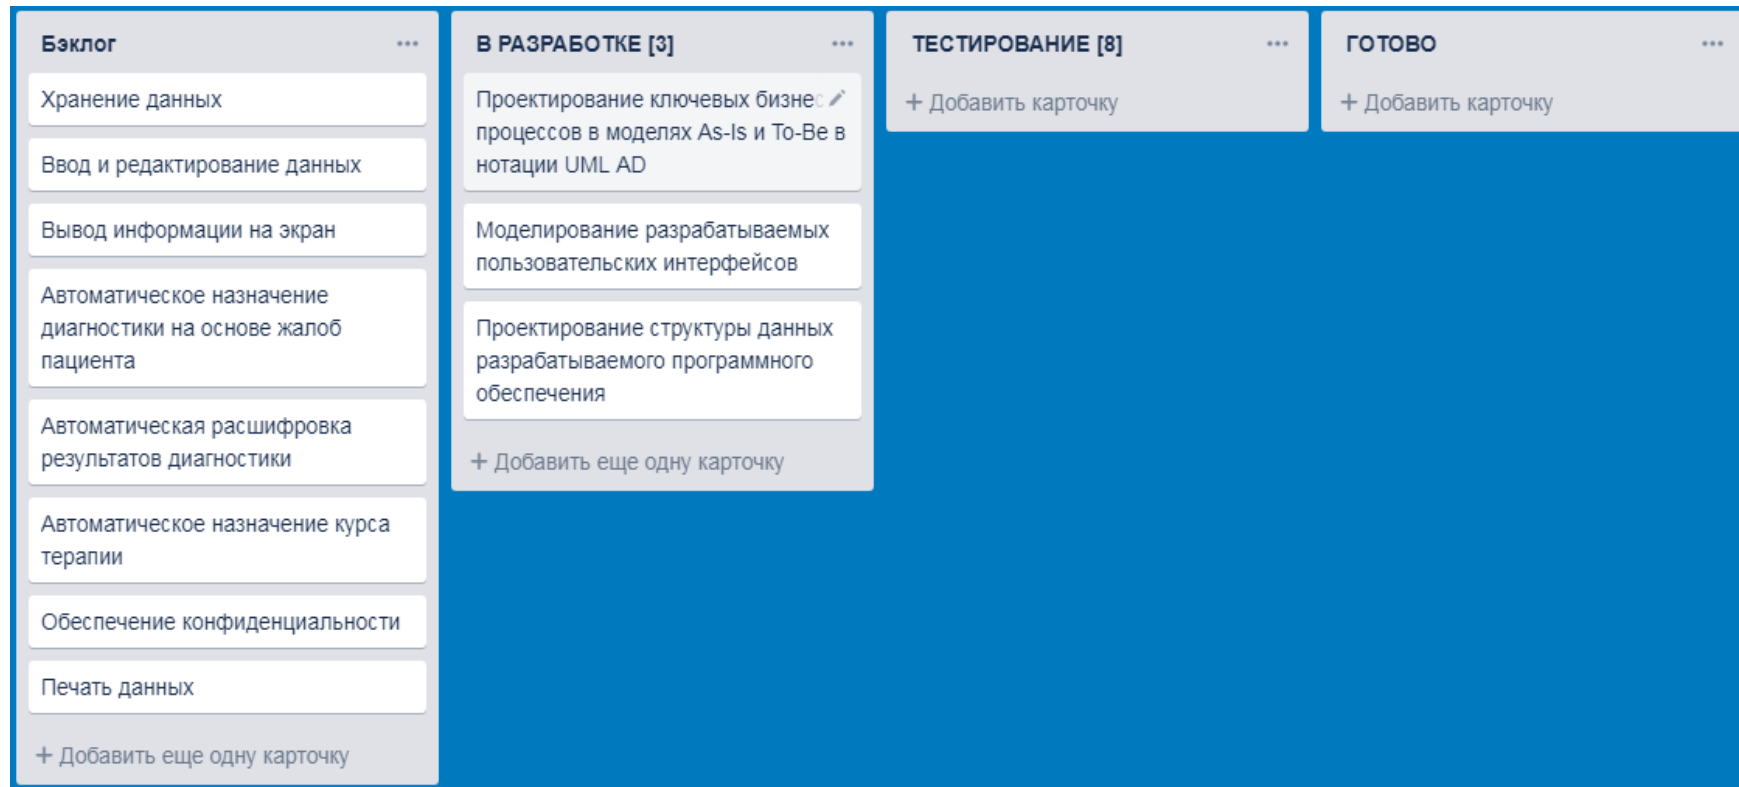 Бэклог
Хранение данных
Ввод и редактирование данных
Вывод информации на экран
Автоматическое назначение
диагностики на основе жалоб
пациента
Автоматическая расшифровка
результатов диагностики
Автоматическое назначение курса
терапии
Обеспечение конфиденциальности
Печать данных
+ Добавить еще одну карточку
В РАЗРАБОТКЕ [3]
Проектирование ключевых бизнес
процессов в моделях As-Is и To-Be в
нотации UML AD
Моделирование разрабатываемых
пользовательских интерфейсов
Проектирование структуры данных
разрабатываемого программного
обеспечения
+ Добавить еще одну карточку
ТЕСТИРОВАНИЕ [8]
+ Добавить карточку
ГОТОВО
+ Добавить карточку